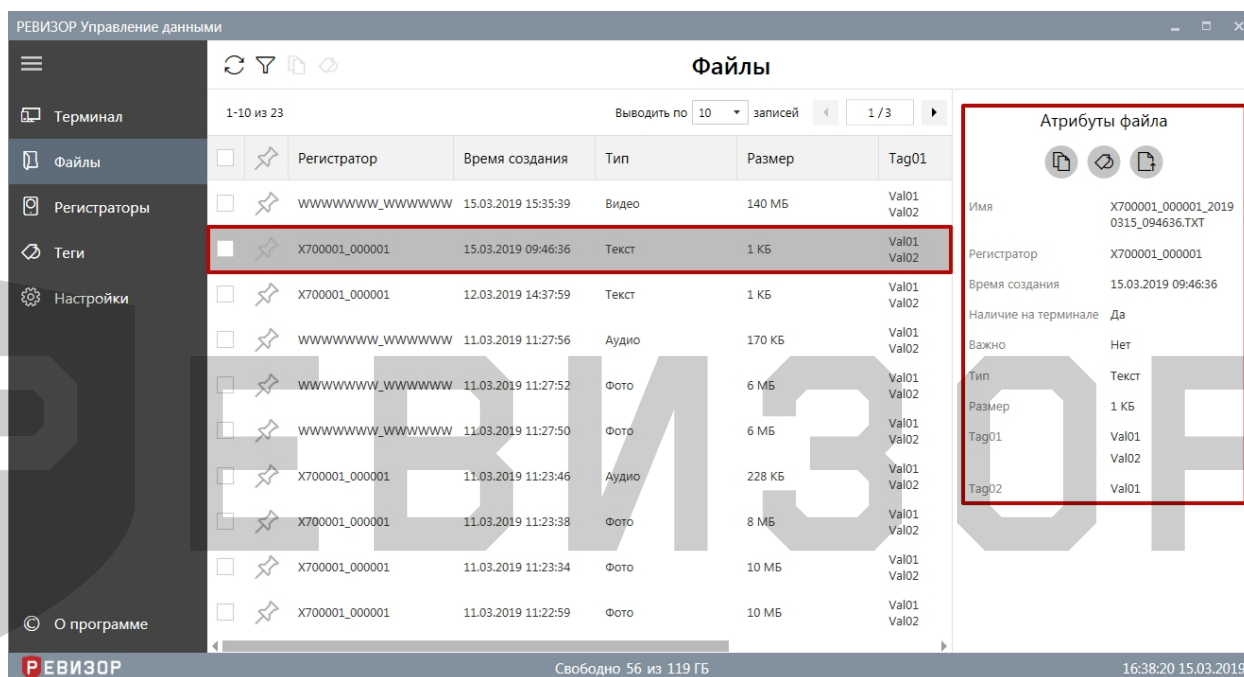 РЕВИЗОР Управление данными
Файлы
Терминал
Файлы
Регистраторы
Теги
Настройки
© О программе
1-10 из 23 Выводить по 10 записей 1 / 3
Регистратор Время создания Тип Размер Tag01
WWWWWWW_WWWWWW 15.03.2019 15:35:39 Видео 140 МБ Val01
Val02
X700001_000001 15.03.2019 09:46:36 Текст 1 КБ Val01
Val02
X700001_000001 12.03.2019 14:37:59 Текст 1 КБ Val01
Val02
WWWWWWW_WWWWWW 11.03.2019 11:27:56 Аудио 170 КБ Val01
Val02
WWWWWWW_WWWWWW 11.03.2019 11:27:52 Фото 6 МБ Val01
Val02
WWWWWWW_WWWWWW 11.03.2019 11:27:50 Фото 6 МБ Val01
Val02
X700001_000001 11.03.2019 11:23:46 Аудио 228 КБ Val01
Val02
X700001_000001 11.03.2019 11:23:38 Фото 8 МБ Val01
Val02
X700001_000001 11.03.2019 11:23:34 Фото 10 МБ Val01
Val02
X700001_000001 11.03.2019 11:22:59 Фото 10 МБ Val01
Val02
Атрибуты файла
Имя X700001_000001_2019
0315_094636.TXT
Регистратор X700001_000001
Время создания 15.03.2019 09:46:36
Наличие на терминале Да
Важно Нет
Тип Текст
Размер 1 КБ
Tag01 Val01
Val02
Tag02 Val01
РЕВИЗОР
РЕВИЗОР Свободно 56 из 119 ГБ 16:38:20 15.03.2019